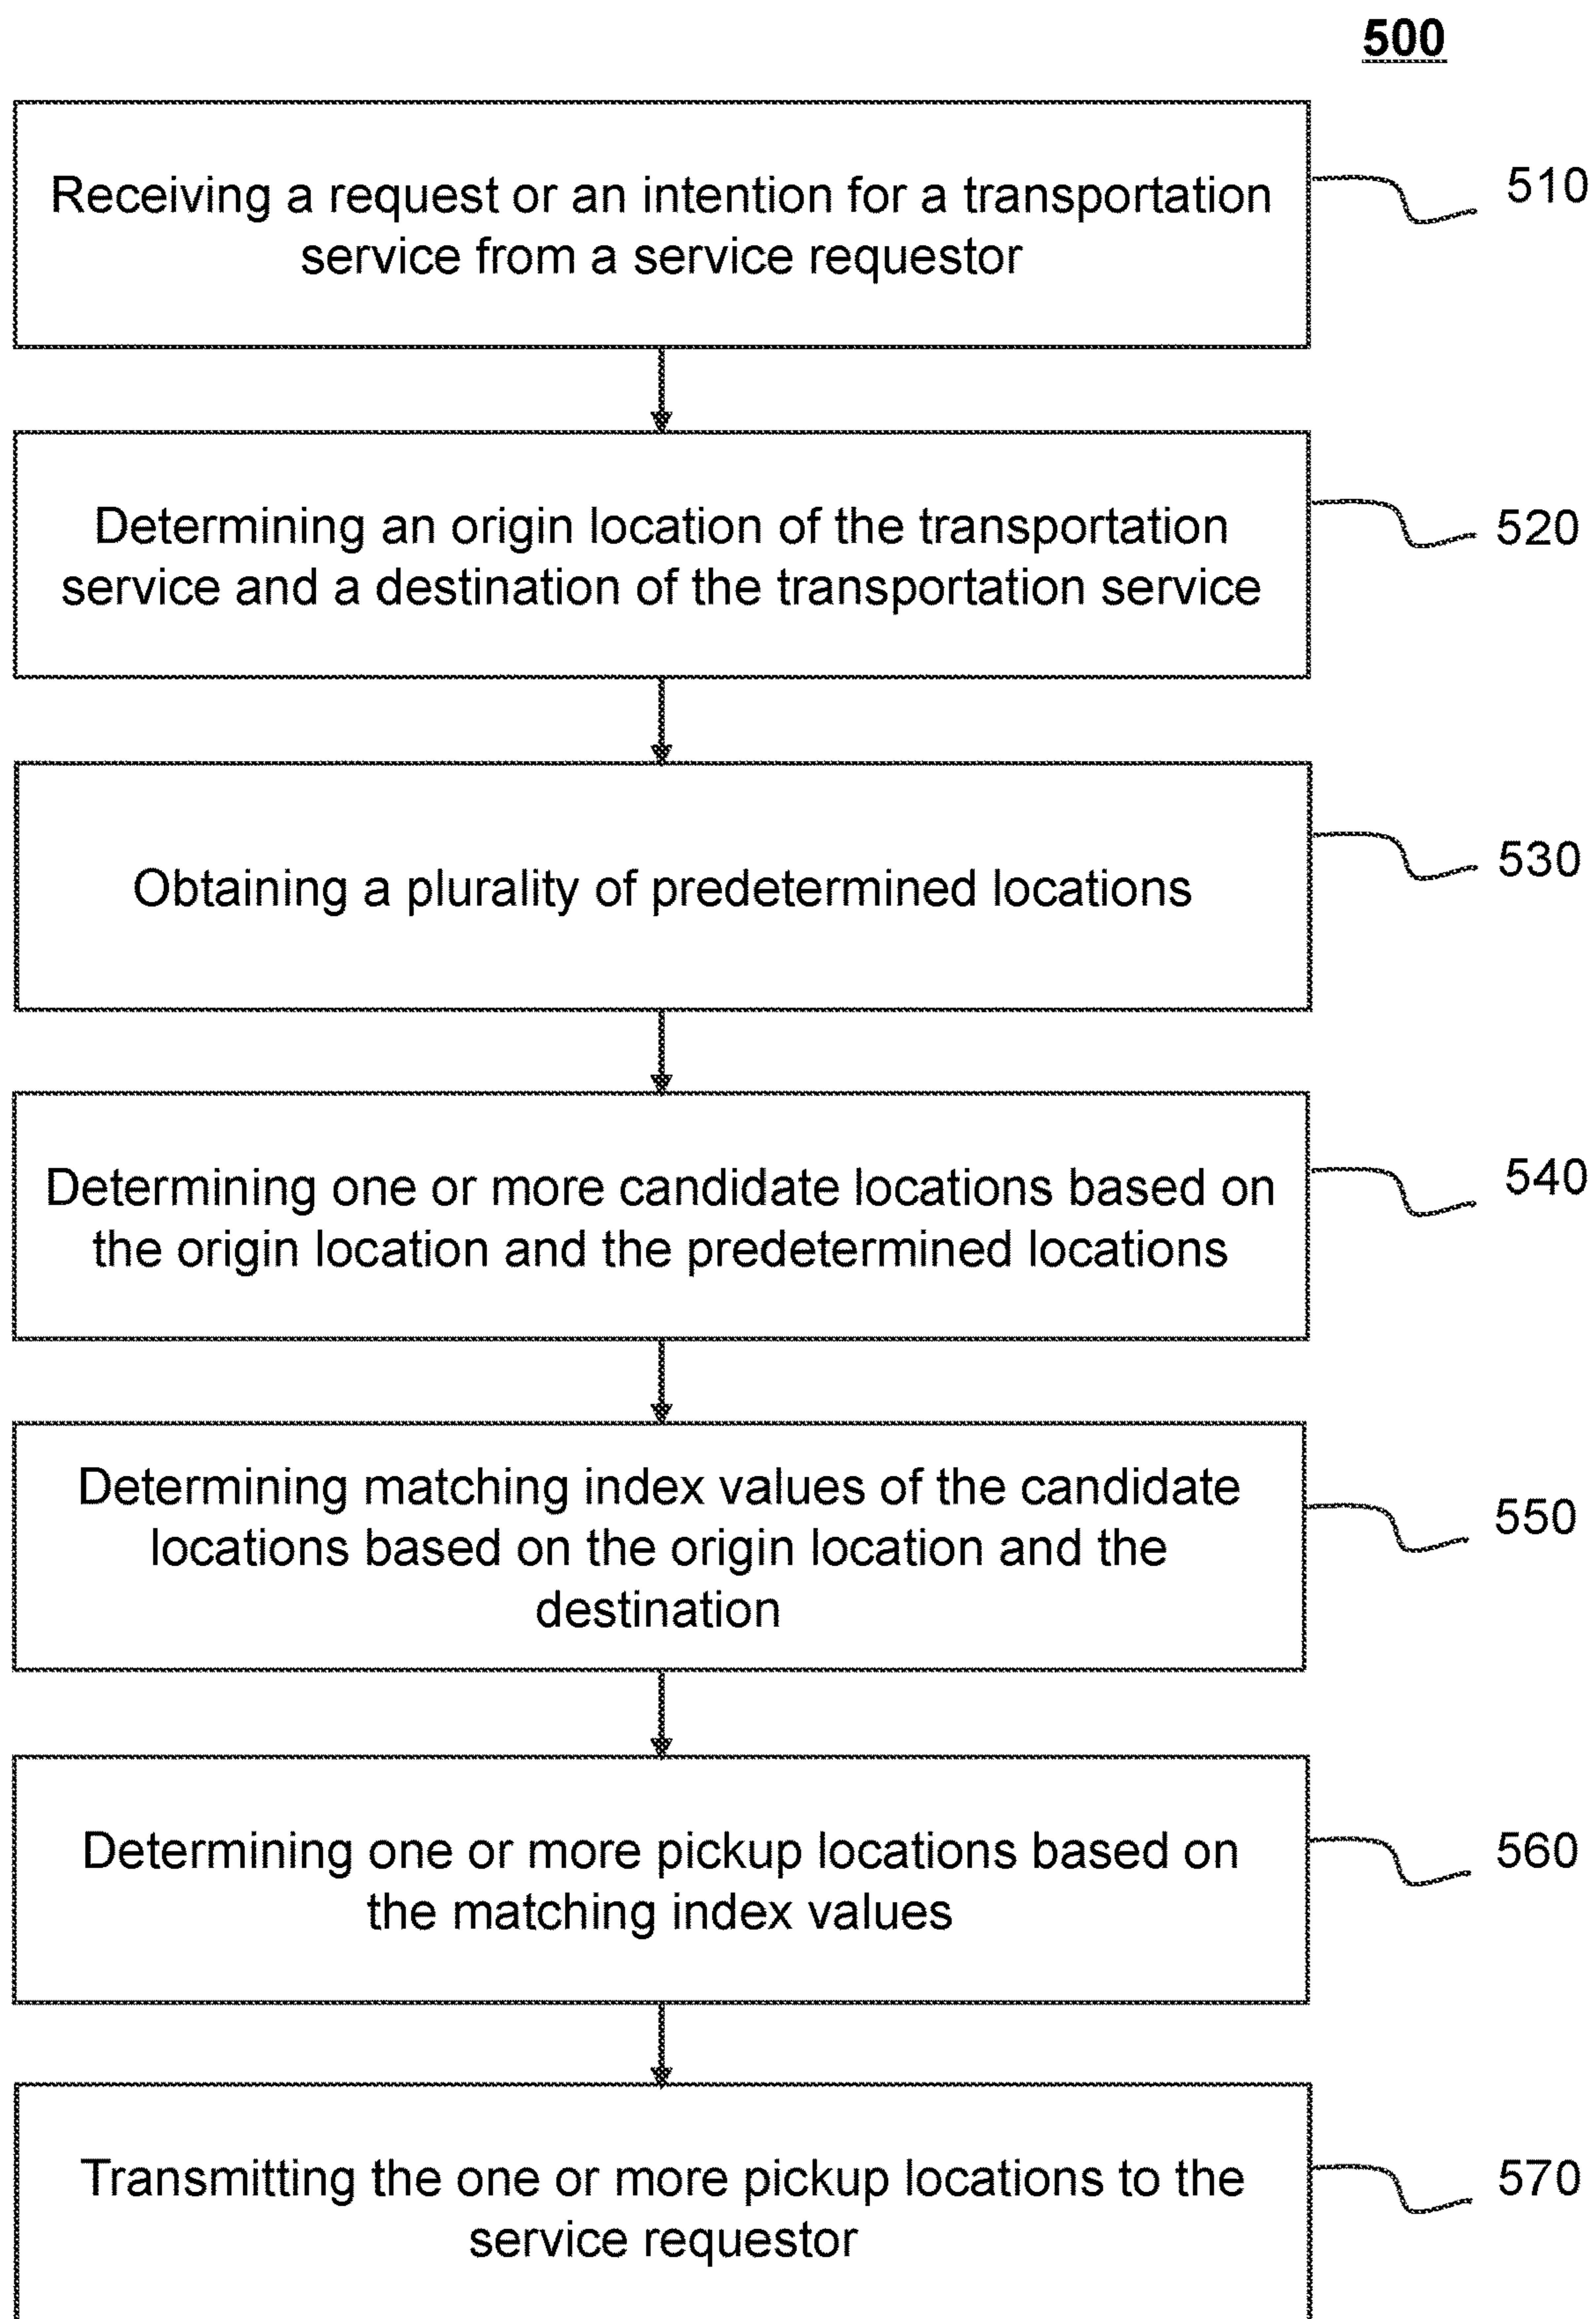 500
Receiving a request or an intention for a transportation
service from a service requestor
510
Determining an origin location of the transportation
service and a destination of the transportation service
520
Obtaining a plurality of predetermined locations
530
Determining one or more candidate locations based on
the origin location and the predetermined locations
540
Determining matching index values of the candidate
locations based on the origin location and the
destination
550
Determining one or more pickup locations based on
the matching index values
560
Transmitting the one or more pickup locations to the
service requestor
570